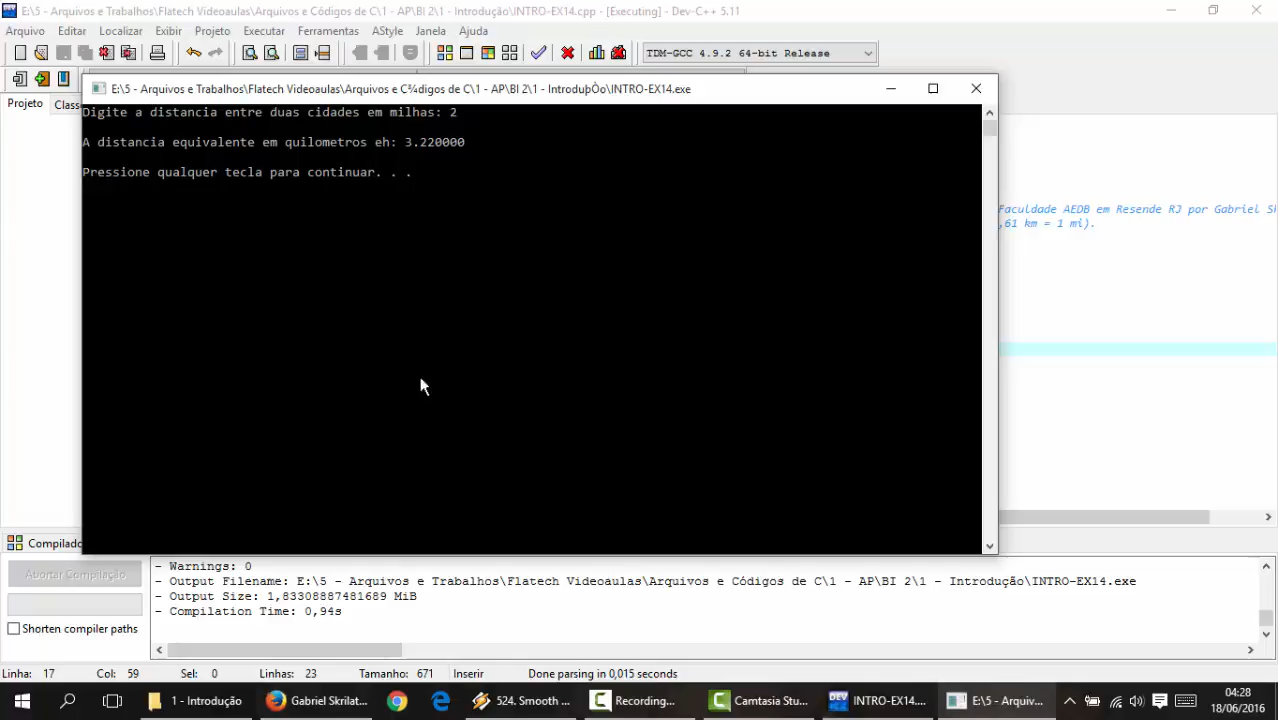 E:\5 - Arquivos e Trabalhos\Flatech Videoaulas\Arquivos e Códigos de C\1 - AP\BI 2\1 - Introdução\INTRO-EX14.cpp - [Executing] - Dev-C++ 5.11
Arquivo Editar Localizar Exibir Projeto Executar Ferramentas AStyle Janela Ajuda
TDM-GCC 4.9.2 64-bit Release
E:\5 - Arquivos e Trabalhos\Flatech Videoaulas\Arquivos e C¾digos de C\1 - AP\BI 2\1 - IntroduþÒo\INTRO-EX14.exe
Projeto Class
Digite a distancia entre duas cidades em milhas: 2
A distancia equivalente em quilometros eh: 3.220000
Pressione qualquer tecla para continuar. . .
Faculdade AEDB em Resende RJ por Gabriel Sk
,61 km = 1 mi).
Compilado
- Warnings: 0
Abortar Compilação
- Output Filename: E:\5 - Arquivos e Trabalhos\Flatech Videoaulas\Arquivos e Códigos de C\1 - AP\BI 2\1 - Introdução\INTRO-EX14.exe
- Output Size: 1,83308887481689 MiB
- Compilation Time: 0,94s
Shorten compiler paths
Linha: 17 Col: 59 Sel: 0 Linhas: 23 Tamanho: 671 Inserir Done parsing in 0,015 seconds
1 - Introdução Gabriel Skrilat... 524. Smooth ... Recording... Camtasia Stu... DEV INTRO-EX14.... E:\5 - Arquiv...
04:28
18/06/2016